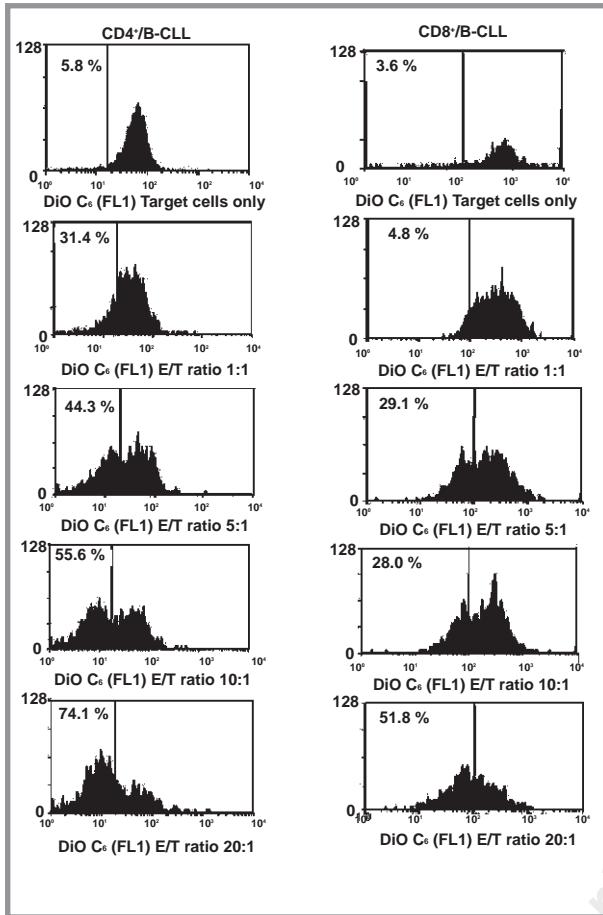 CD4⁺/B-CLL CD8⁺/B-CLL
128 5.8 % 128 3.6 %
0 0
10⁰ 10¹ 10² 10³ 10⁴ 10⁰ 10¹ 10² 10³ 10⁴
DiO C₆ (FL1) Target cells only DiO C₆ (FL1) Target cells only
128 31.4 % 128 4.8 %
0 0
10⁰ 10¹ 10² 10³ 10⁴ 10⁰ 10¹ 10² 10³ 10⁴
DiO C₆ (FL1) E/T ratio 1:1 DiO C₆ (FL1) E/T ratio 1:1
128 44.3 % 128 29.1 %
0 0
10⁰ 10¹ 10² 10³ 10⁴ 10⁰ 10¹ 10² 10³ 10⁴
DiO C₆ (FL1) E/T ratio 5:1 DiO C₆ (FL1) E/T ratio 5:1
128 55.6 % 128 28.0 %
0 0
10⁰ 10¹ 10² 10³ 10⁴ 10⁰ 10¹ 10² 10³ 10⁴
DiO C₆ (FL1) E/T ratio 10:1 DiO C₆ (FL1) E/T ratio 10:1
128 74.1 % 128 51.8 %
0 0
10⁰ 10¹ 10² 10³ 10⁴ 10¹ 10² 10³ 10⁴
DiO C₆ (FL1) E/T ratio 20:1 DiO C₆ (FL1) E/T ratio 20:1